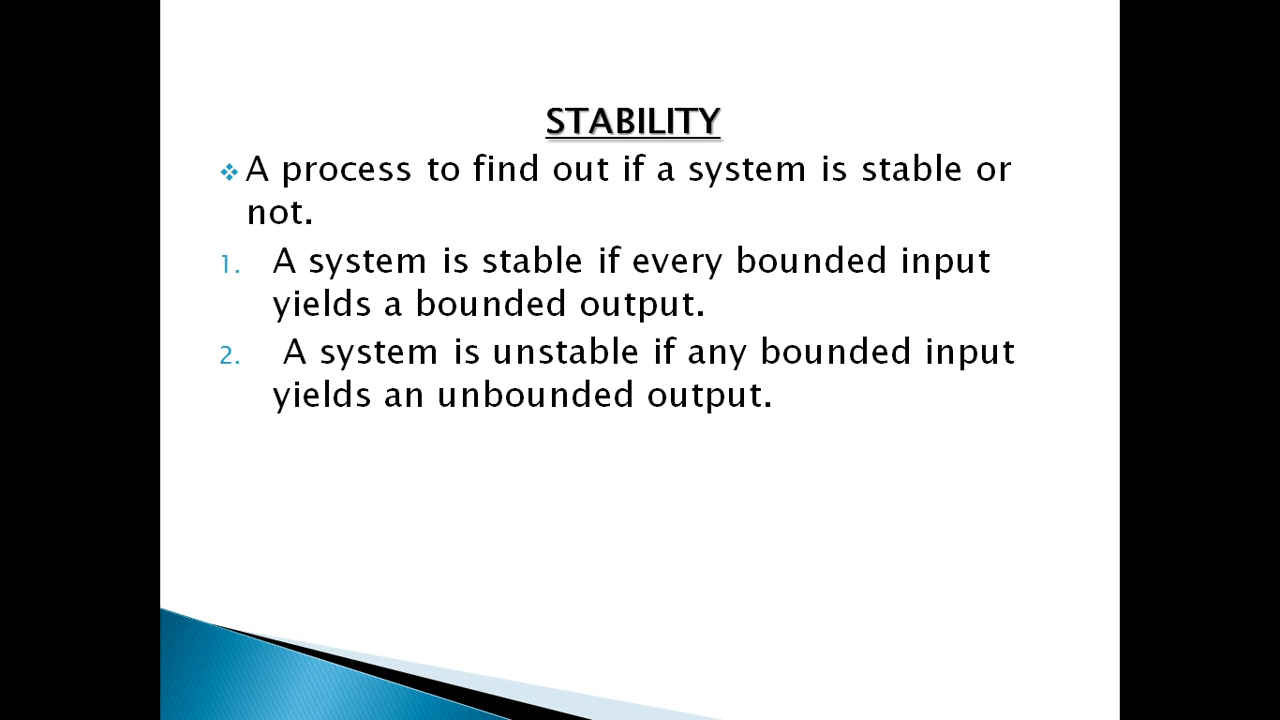 STABILITY
❖ A process to find out if a system is stable or
not.
1. A system is stable if every bounded input
yields a bounded output.
2. A system is unstable if any bounded input
yields an unbounded output.